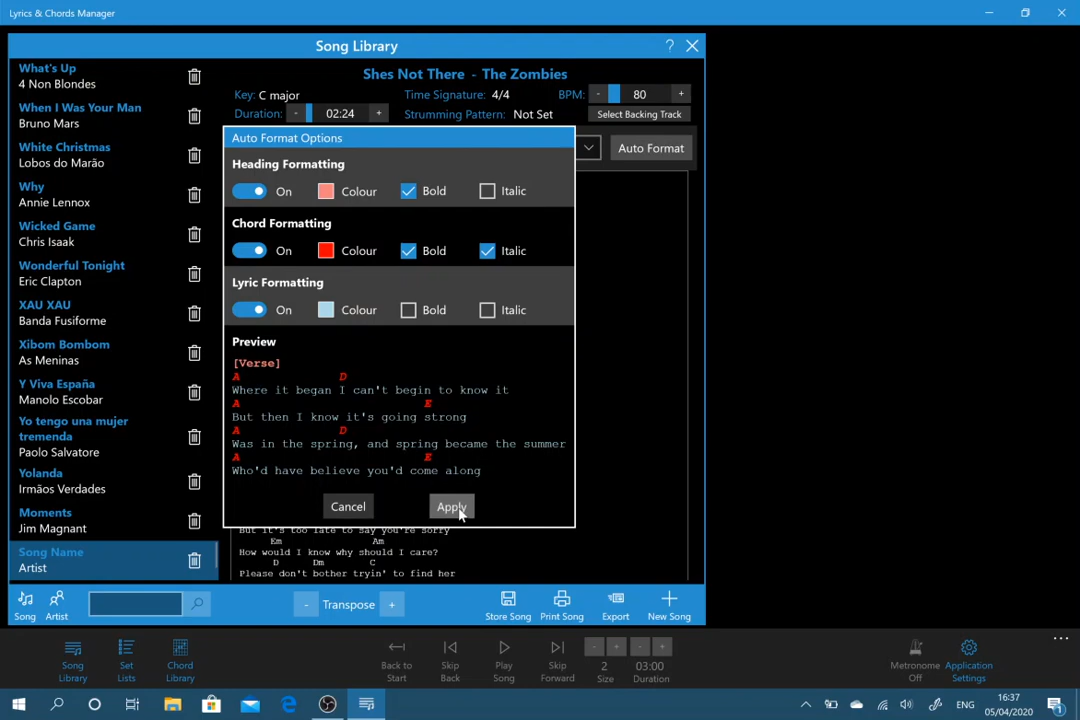 Lyrics & Chords Manager
Song Library
?
What's Up
4 Non Blondes
When I Was Your Man
Bruno Mars
White Christmas
Lobos do Marão
Why
Annie Lennox
Wicked Game
Chris Isaak
Wonderful Tonight
Eric Clapton
XAU XAU
Banda Fusiforme
Xibom Bombom
As Meninas
Y Viva España
Manolo Escobar
Yo tengo una mujer
tremenda
Paolo Salvatore
Yolanda
Irmãos Verdades
Moments
Jim Magnant
Song Name
Artist
Shes Not There - The Zombies
Key: C major Time Signature: 4/4 BPM: - 80 +
Duration: - 02:24 + Strumming Pattern: Not Set Select Backing Track
Auto Format
Auto Format Options
Heading Formatting
On Colour Bold Italic
Chord Formatting
On Colour Bold Italic
Lyric Formatting
On Colour Bold Italic
Preview
[Verse]
A D
Where it began I can't begin to know it
A E
But then I know it's going strong
A D
Was in the spring, and spring became the summer
A E
Who'd have believe you'd come along
Cancel Apply
But it's too late to say you're sorry
Em Am
How would I know why should I care?
D Dm C
Please don't bother tryin' to find her
Song Artist - Transpose + Store Song Print Song Export New Song
Song Library
Set Lists
Chord Library
Back to Start
Skip Back
Play Song
Skip Forward
- + - +
2 03:00
Size Duration
Metronome Off
Application Settings
ENG
16:37
05/04/2020
1